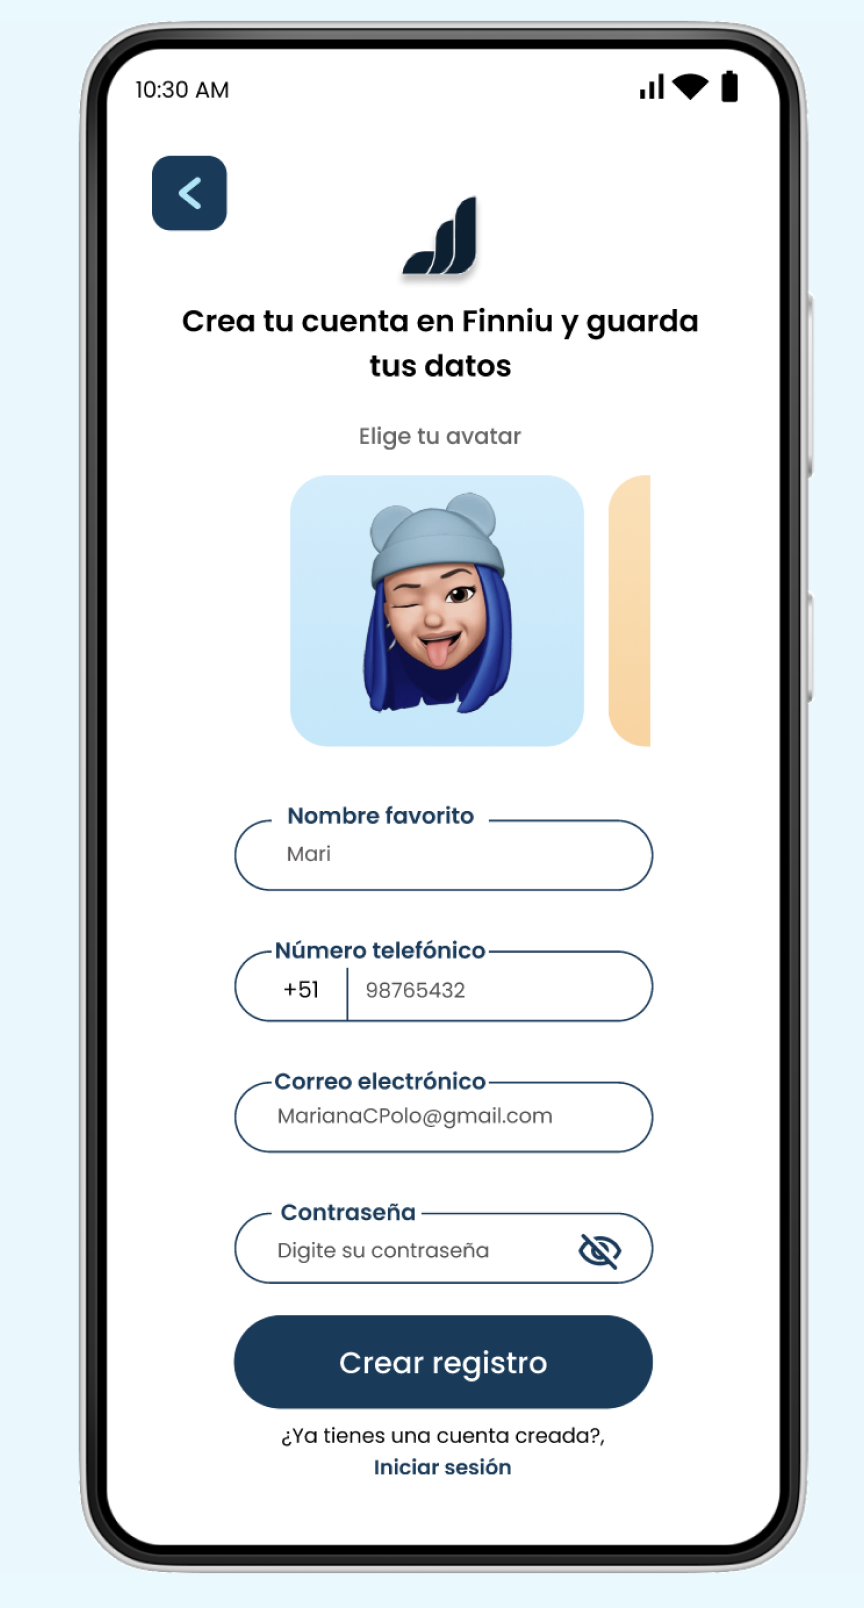 10:30 AM
Crea tu cuenta en Finniu y guarda
tus datos
Elige tu avatar
Nombre favorito
Mari
Número telefónico
+51 98765432
Correo electrónico
MarianaCPolo@gmail.com
Contraseña
Digite su contraseña
Crear registro
¿Ya tienes una cuenta creada?,
Iniciar sesión